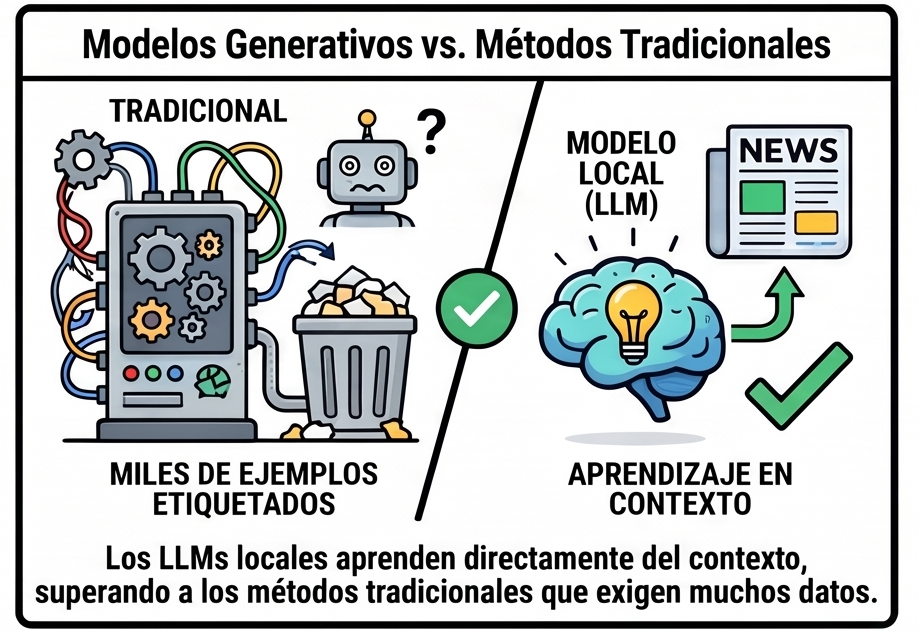 Modelos Generativos vs. Métodos Tradicionales
TRADICIONAL
?
MODELO
LOCAL
(LLM)
NEWS
MILES DE EJEMPLOS
ETIQUETADOS
APRENDIZAJE EN
CONTEXTO
Los LLMs locales aprenden directamente del contexto,
superando a los métodos tradicionales que exigen muchos datos.